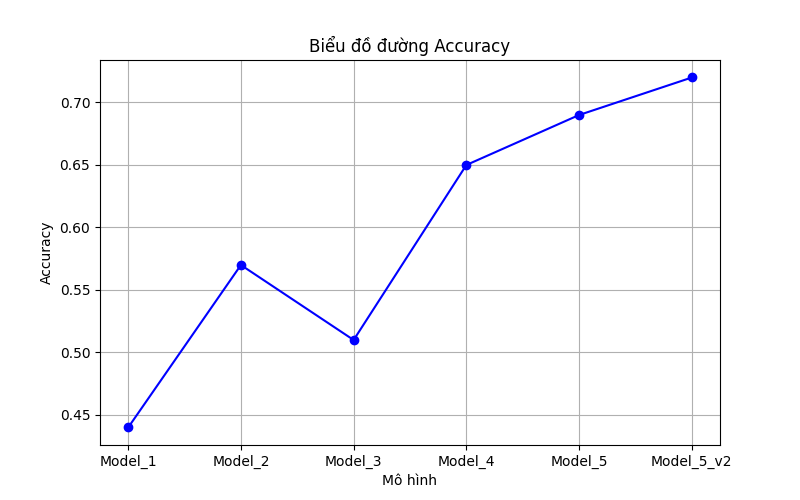 Biểu đồ đường Accuracy
Accuracy
0.70
0.65
0.60
0.55
0.50
0.45
Model_1 Model_2 Model_3 Model_4 Model_5 Model_5_v2
Mô hình